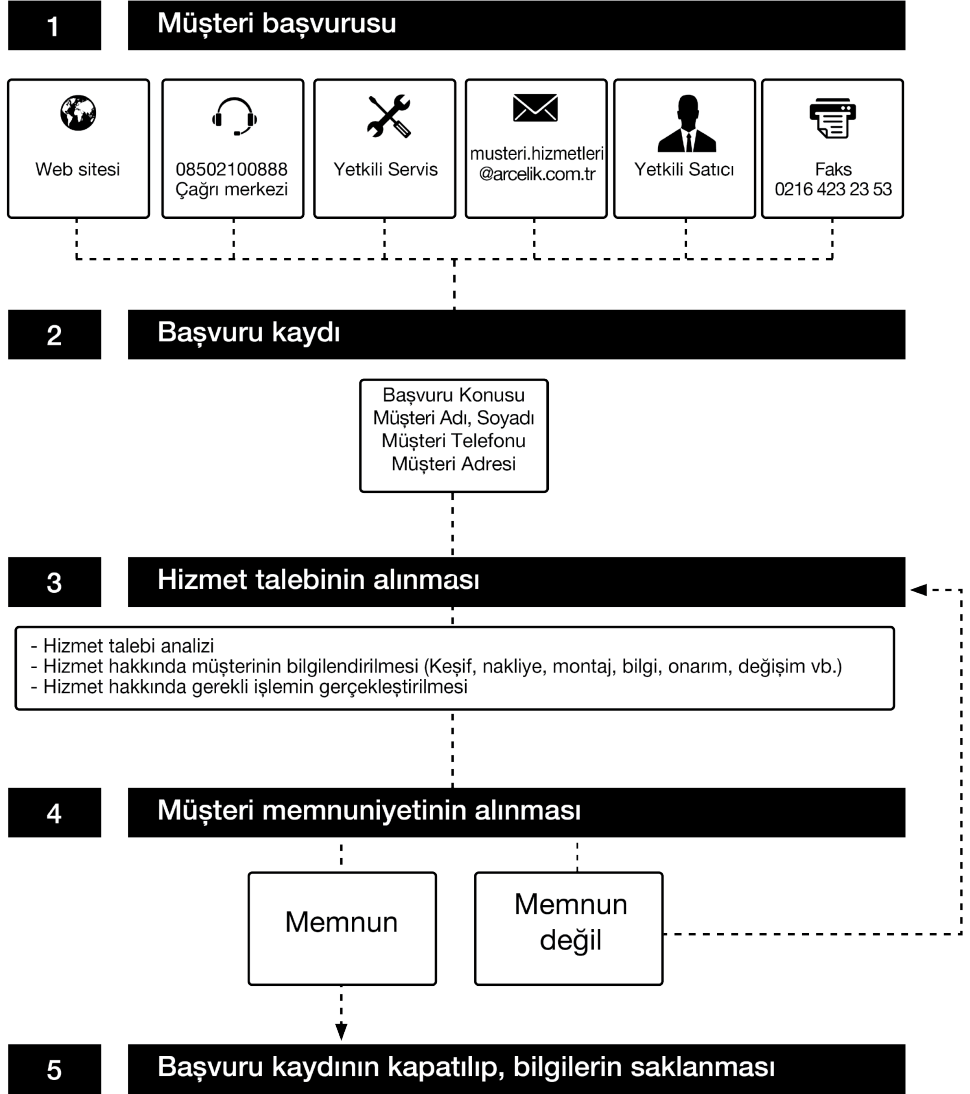 1 Müşteri başvurusu
Web sitesi
08502100888
Çağrı merkezi
Yetkili Servis
musteri.hizmetleri
@arcelik.com.tr
Yetkili Satıcı
Faks
0216 423 23 53
2 Başvuru kaydı
Başvuru Konusu
Müşteri Adı, Soyadı
Müşteri Telefonu
Müşteri Adresi
3 Hizmet talebinin alınması
- Hizmet talebi analizi
- Hizmet hakkında müşterinin bilgilendirilmesi (Keşif, nakliye, montaj, bilgi, onarım, değişim vb.)
- Hizmet hakkında gerekli işlemin gerçekleştirilmesi
4 Müşteri memnuniyetinin alınması
Memnun
Memnun
değil
5 Başvuru kaydının kapatılıp, bilgilerin saklanması